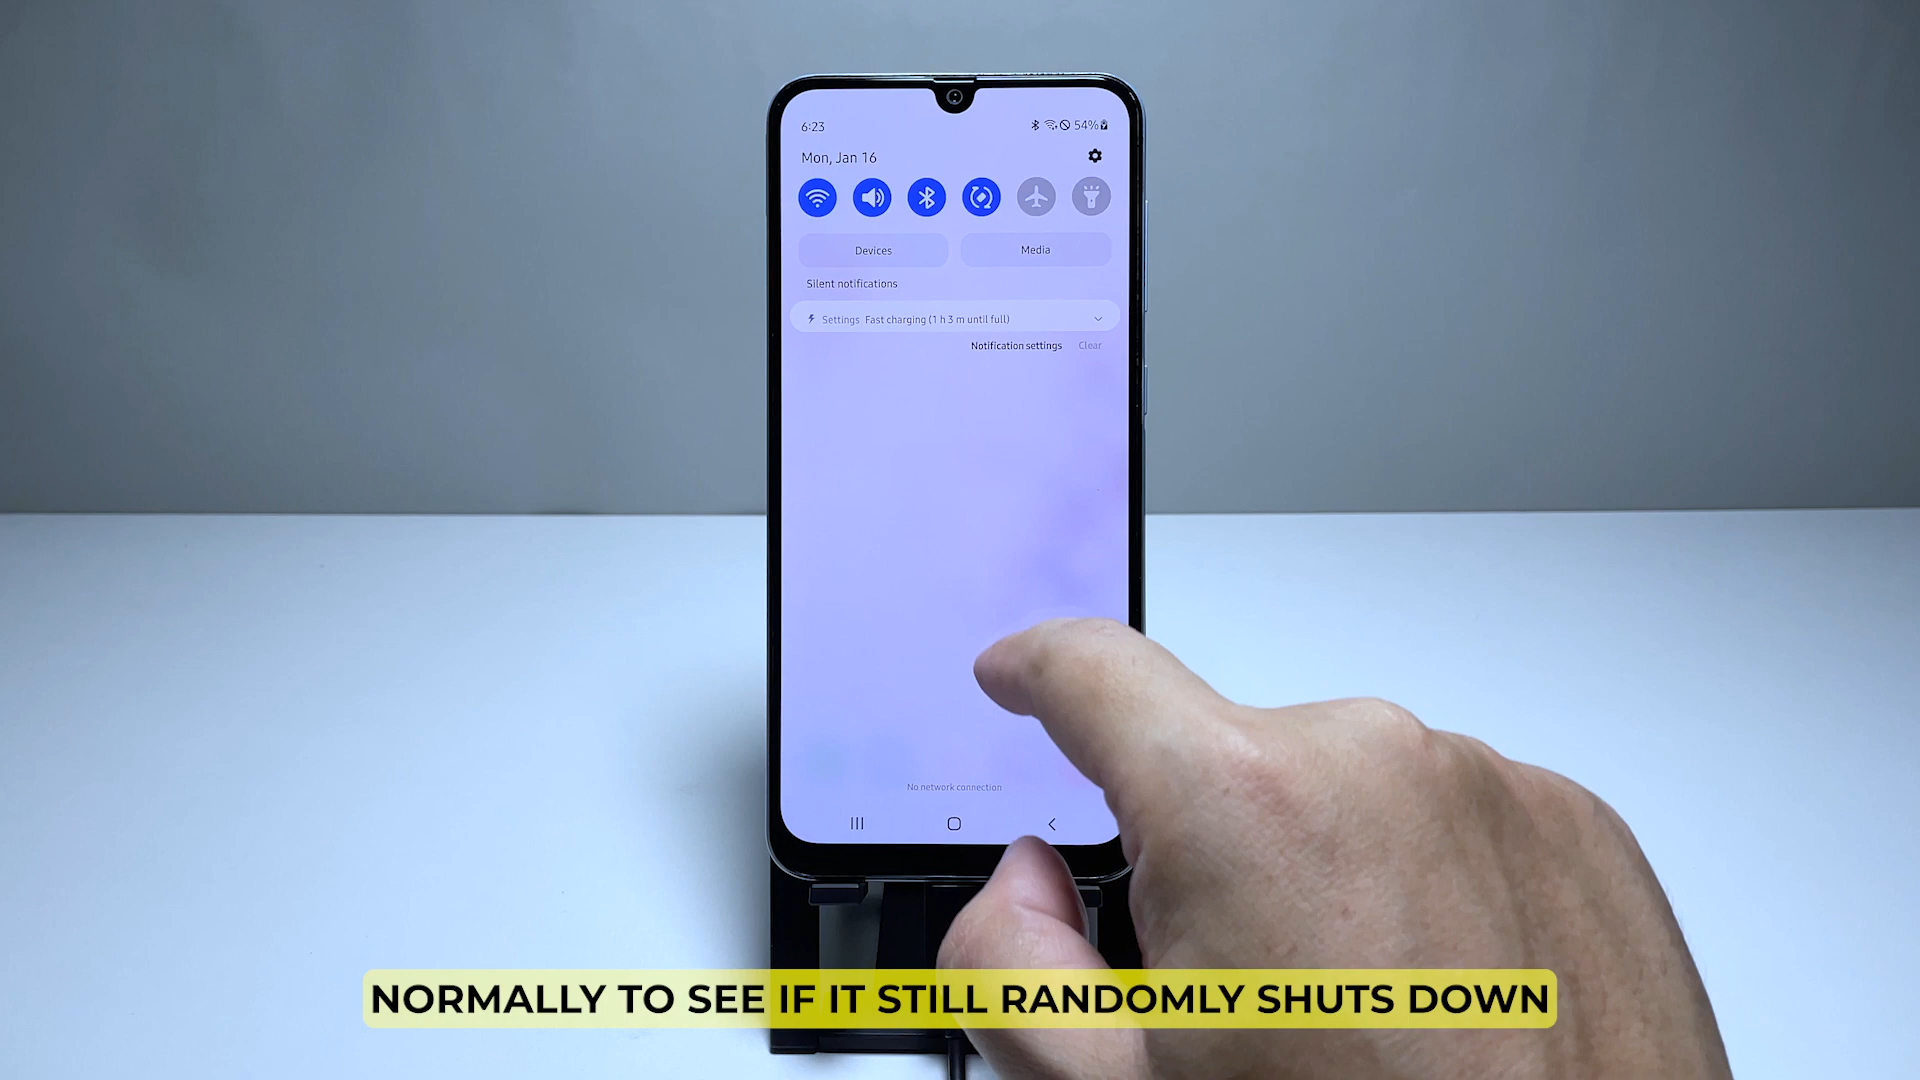 6:23
54%
Mon, Jan 16
Devices Media
Silent notifications
Settings Fast charging (1 h 3 m until full)
Notification settings Clear
No network connection
NORMALLY TO SEE IF IT STILL RANDOMLY SHUTS DOWN